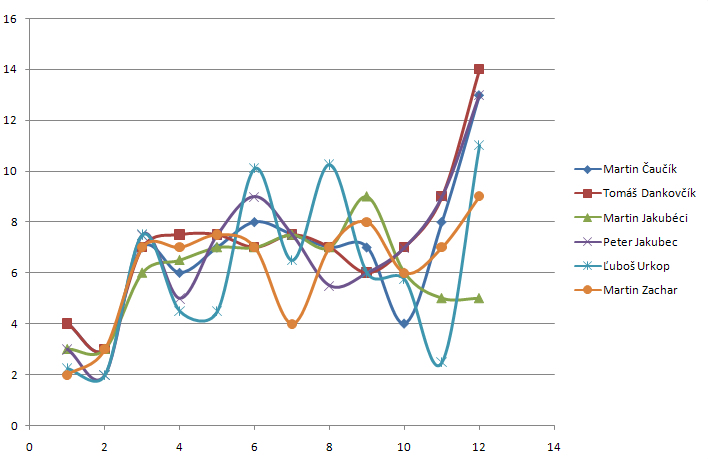 16
14
12
10
8
6
4
2
0
0 2 4 6 8 10 12 14
Martin Čaučík
Tomáš Dankovčík
Martin Jakubéci
Peter Jakubec
Ľuboš Urkop
Martin Zachar